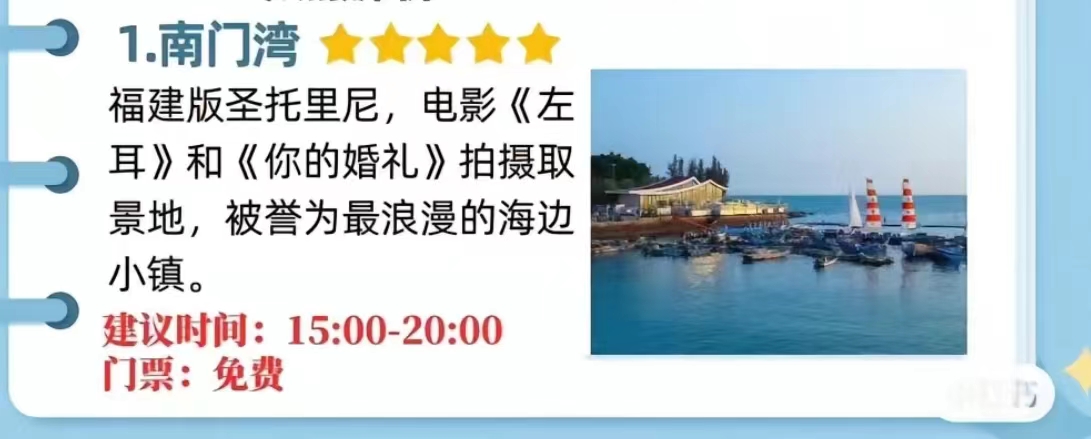 1.南门湾
福建版圣托里尼，电影《左
耳》和《你的婚礼》拍摄取
景地，被誉为最浪漫的海边
小镇。
建议时间：15:00-20:00
门票：免费